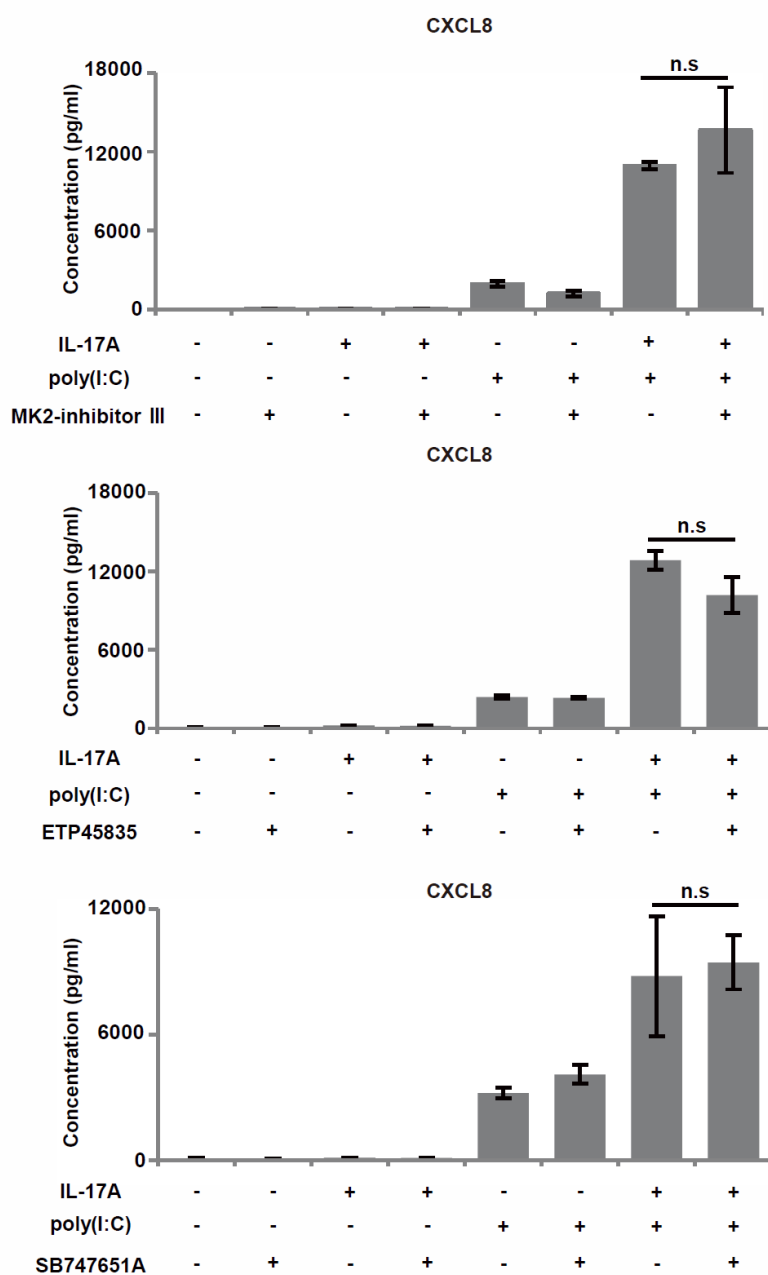 CXCL8
18000
n.s
12000
Concentration (pg/ml)
6000
0
IL-17A - - + + - - + +
poly(I:C) - - - - + + + +
MK2-inhibitor III - + - + - + - +
CXCL8
18000
n.s
12000
Concentration (pg/ml)
6000
0
IL-17A - - + + - - + +
poly(I:C) - - - - + + + +
ETP45835 - + - + - + - +
CXCL8
12000
n.s
Concentration (pg/ml)
6000
0
IL-17A - - + + - - + +
poly(I:C) - - - - + + + +
SB747651A - + - + - + - +